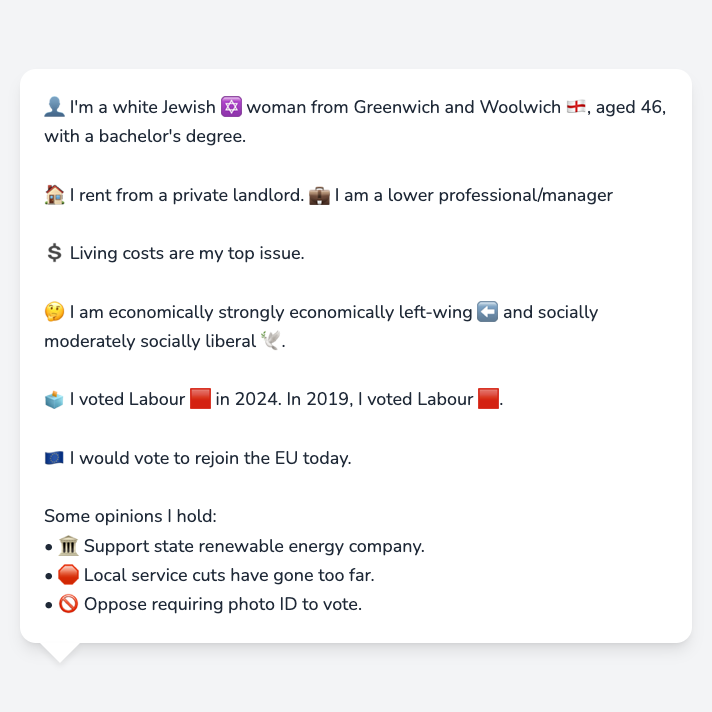 👤 I'm a white Jewish ✡️ woman from Greenwich and Woolwich 🏴󠁧󠁢󠁥󠁮󠁧󠁿, aged 46,
with a bachelor's degree.
🏠 I rent from a private landlord. 💼 I am a lower professional/manager
💲 Living costs are my top issue.
🤔 I am economically strongly economically left-wing ⬅️ and socially
moderately socially liberal 🕊️.
🗳️ I voted Labour 🟥 in 2024. In 2019, I voted Labour 🟥.
🇪🇺 I would vote to rejoin the EU today.
Some opinions I hold:
• 🏛️ Support state renewable energy company.
• 🛑 Local service cuts have gone too far.
• 🚫 Oppose requiring photo ID to vote.